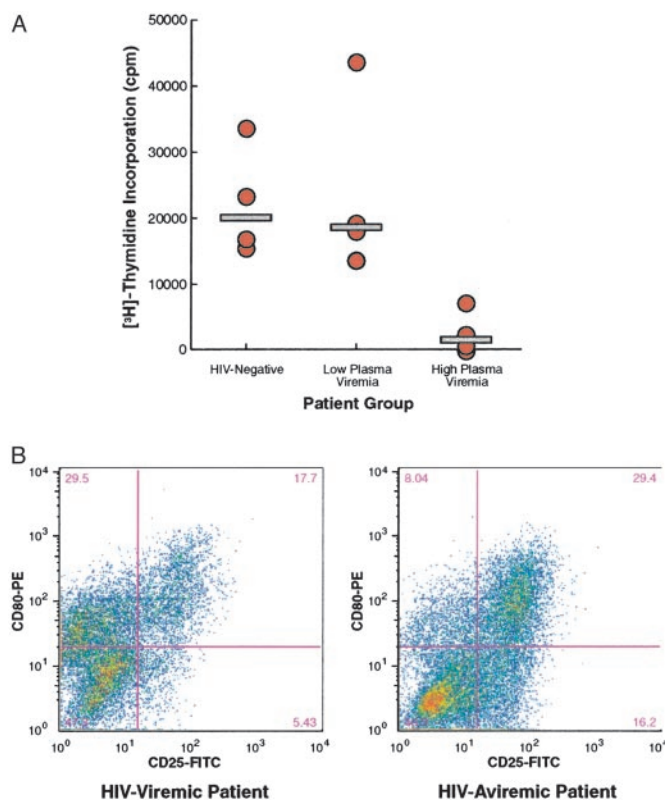 A
[³H]-Thymidine Incorporation (cpm)
50000
40000
30000
20000
10000
0
HIV-Negative
Low Plasma
Viremia
High Plasma
Viremia
Patient Group
B
29.5
17.7
5.43
10⁴
10³
10²
10¹
10⁰
CD80-PE
10⁰
10¹
10²
10³
10⁴
CD25-FITC
HIV-Viremic Patient
8.04
29.4
16.2
10⁴
10³
10²
10¹
10⁰
CD80-PE
10⁰
10¹
10²
10³
10⁴
CD25-FITC
HIV-Aviremic Patient